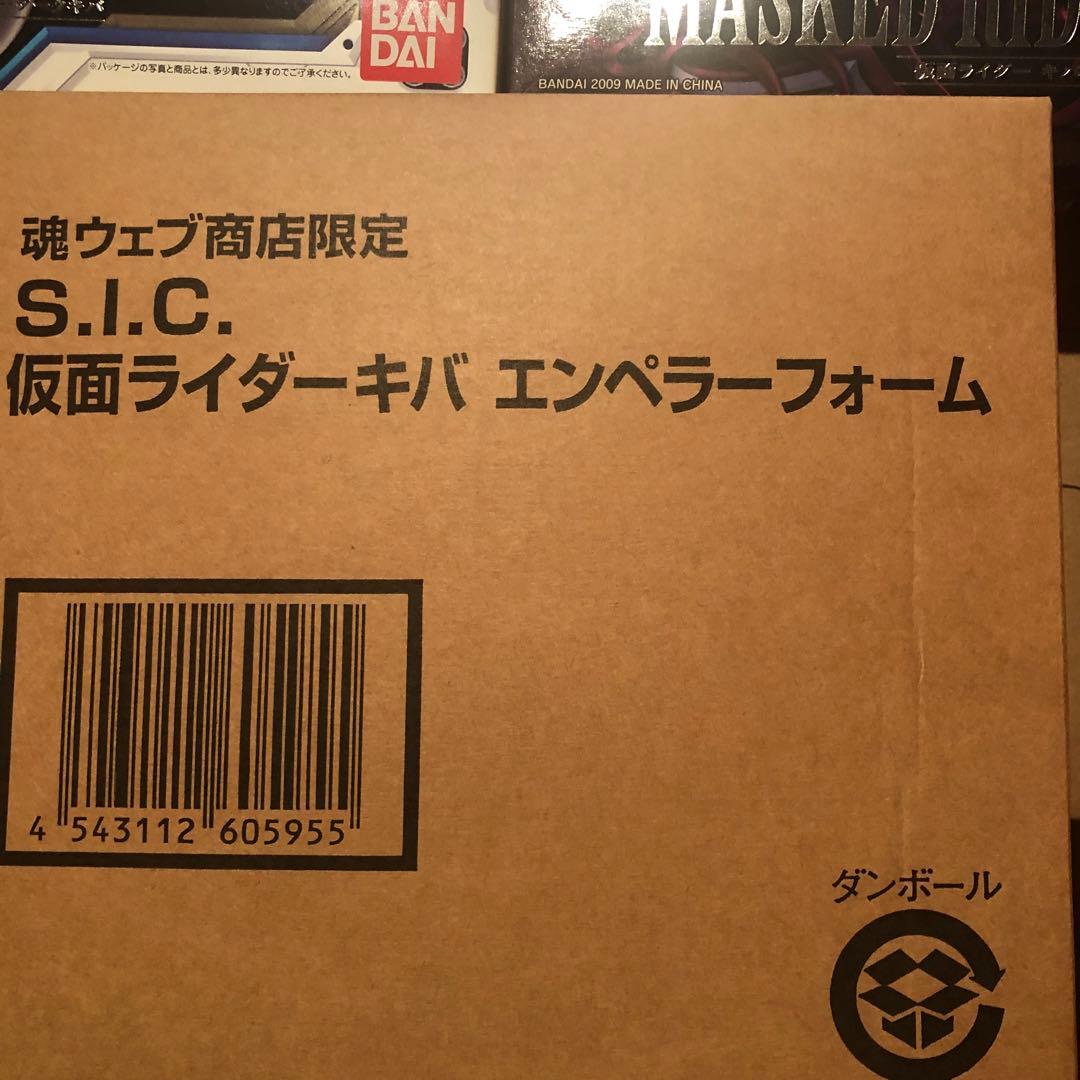 ※パッケージの写真と商品とは、多少異なりますのでご了承ください。
BAN
DAI
BANDAI 2009 MADE IN CHINA
魂ウェブ商店限定
S.I.C.
仮面ライダーキバ エンペラーフォーム
4 543112 605955
ダンボール